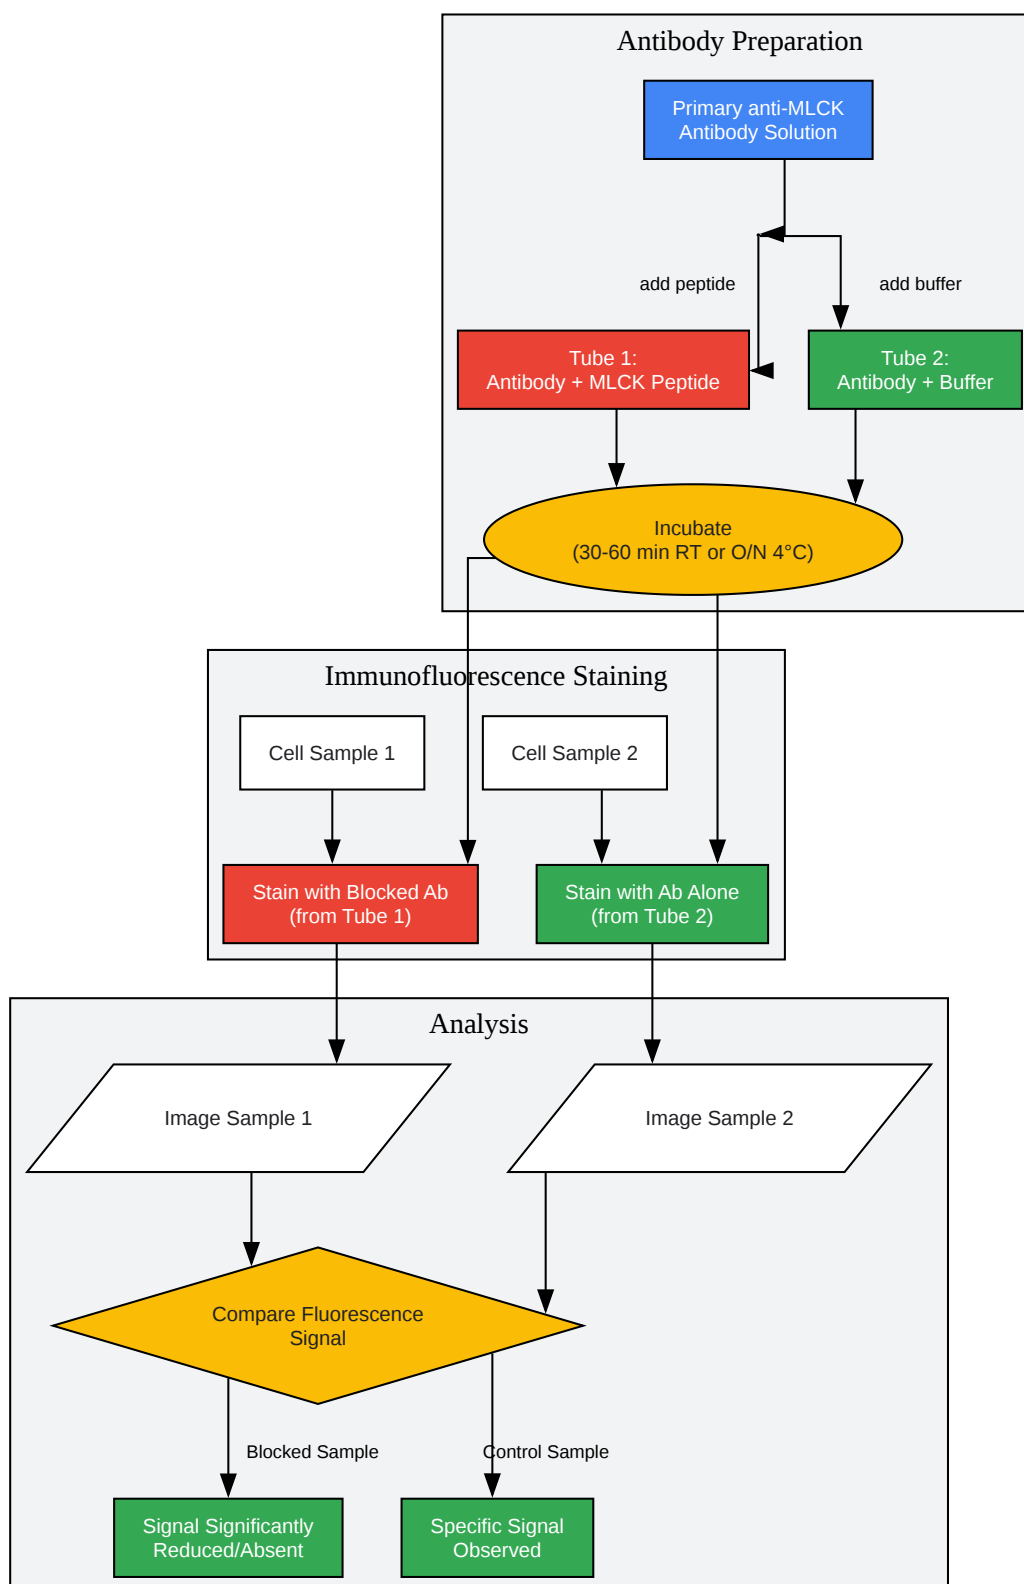 Antibody Preparation
Primary anti-MLCK
Antibody Solution
add peptide
add buffer
Tube 1:
Antibody + MLCK Peptide
Tube 2:
Antibody + Buffer
Incubate
(30-60 min RT or O/N 4°C)
Immunofluorescence Staining
Cell Sample 1
Cell Sample 2
Stain with Blocked Ab
(from Tube 1)
Stain with Ab Alone
(from Tube 2)
Analysis
Image Sample 1
Image Sample 2
Compare Fluorescence
Signal
Blocked Sample
Control Sample
Signal Significantly
Reduced/Absent
Specific Signal
Observed